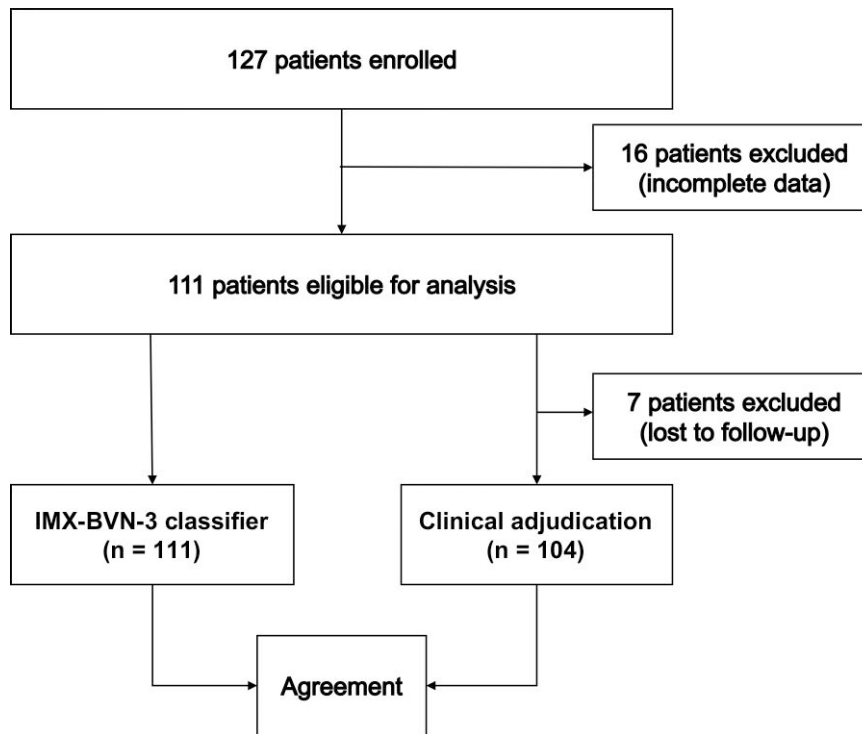 127 patients enrolled
16 patients excluded
(incomplete data)
111 patients eligible for analysis
7 patients excluded
(lost to follow-up)
IMX-BVN-3 classifier
(n = 111)
Clinical adjudication
(n = 104)
Agreement